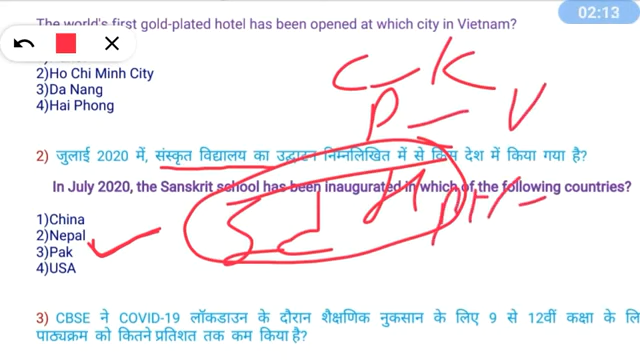 02:13
The world's first gold-plated hotel has been opened at which city in Vietnam?
2)Ho Chi Minh City
3)Da Nang
4)Hai Phong
C - K
P - V
2) जुलाई 2020 में, संस्कृत विद्यालय का उद्घाटन निम्नलिखित में से किस देश में किया गया है?
In July 2020, the Sanskrit school has been inaugurated in which of the following countries?
1)China
2)Nepal
3)Pak
4)USA
3) CBSE ने COVID-19 लॉकडाउन के दौरान शैक्षणिक नुकसान के लिए 9 से 12वीं कक्षा के लि
पाठ्यक्रम को कितने प्रतिशत तक कम किया है?